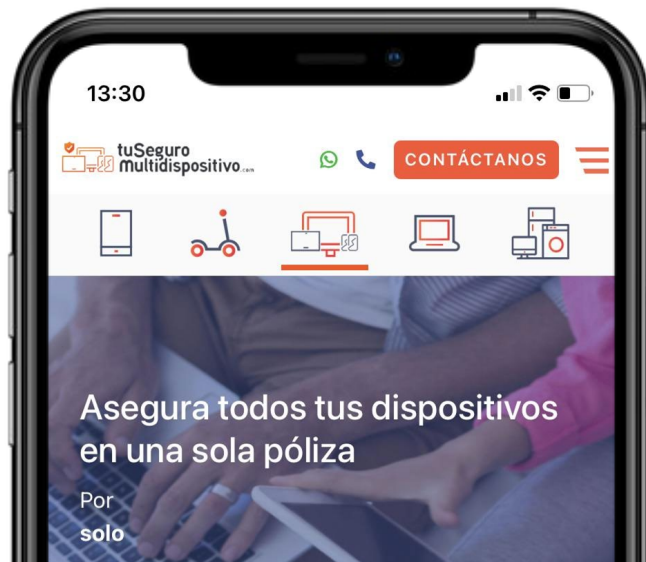 13:30
tuSeguro
Multidispositivo.com
CONTÁCTANOS
Asegura todos tus dispositivos
en una sola póliza
Por
solo